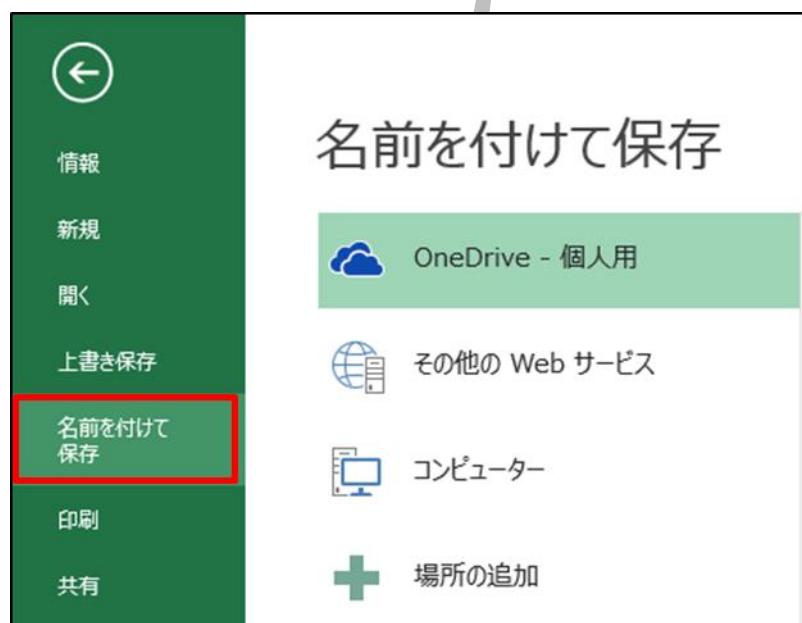 情報
新規
開く
上書き保存
名前を付けて
保存
印刷
共有
名前を付けて保存
OneDrive - 個人用
その他の Web サービス
コンピューター
場所の追加